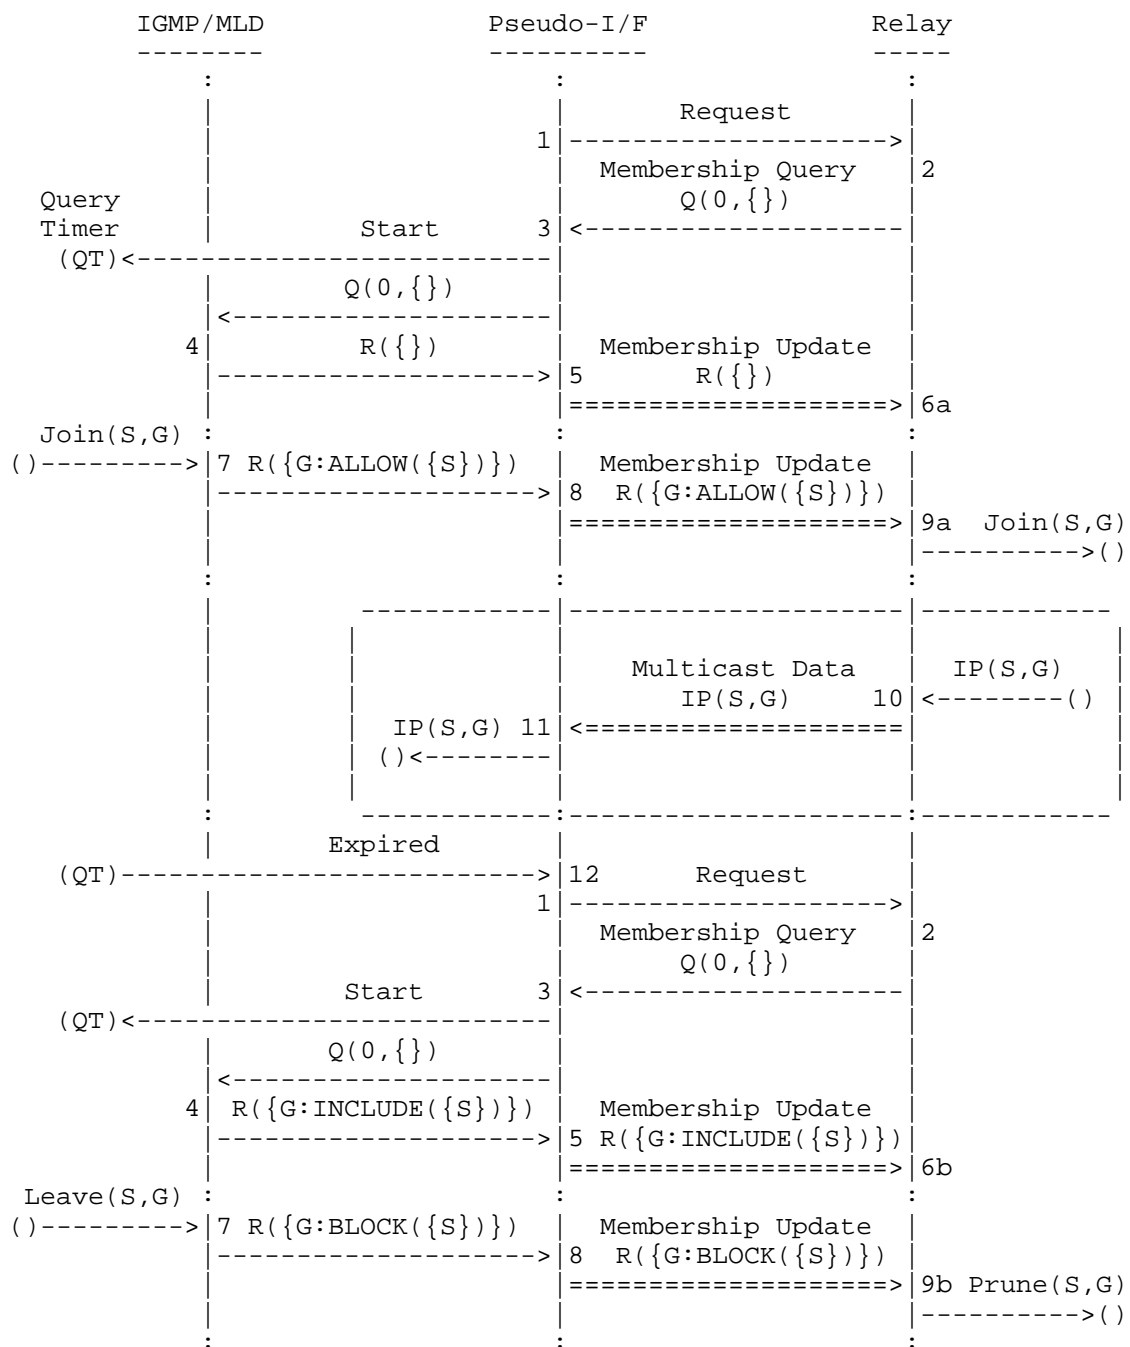 IGMP/MLD Pseudo-I/F Relay
-------- ---------- -----
: : :
| | Request |
| 1|-------------------->|
| | Membership Query |2
Query | | Q(0,{}) |
Timer | Start 3|<--------------------|
(QT)<--------------------------| |
| Q(0,{}) | |
|<--------------------| |
4| R({}) | Membership Update |
|-------------------->|5 R({}) |
| |====================>|6a
Join(S,G) : : :
()--------->|7 R({G:ALLOW({S})}) | Membership Update |
|-------------------->|8 R({G:ALLOW({S})}) |
| |====================>|9a Join(S,G)
| | |---------->()
: : :
| ------------|---------------------|------------
| | | | |
| | | Multicast Data | IP(S,G) |
| | | IP(S,G) 10|<--------() |
| | IP(S,G) 11|<====================| |
| | ()<--------| | |
| | | | |
: ------------:---------------------:------------
| Expired | |
(QT)-------------------------->|12 Request |
| 1|-------------------->|
| | Membership Query |2
| | Q(0,{}) |
| Start 3|<--------------------|
(QT)<--------------------------| |
| Q(0,{}) | |
|<--------------------| |
4| R({G:INCLUDE({S})}) | Membership Update |
|-------------------->|5 R({G:INCLUDE({S})})|
| |====================>|6b
Leave(S,G) : : :
()--------->|7 R({G:BLOCK({S})}) | Membership Update |
|-------------------->|8 R({G:BLOCK({S})}) |
| |====================>|9b Prune(S,G)
| | |---------->()
: : :